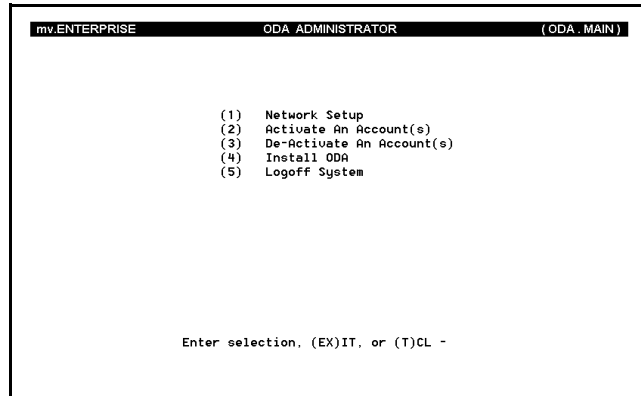 mv.ENTERPRISE ODA ADMINISTRATOR ( ODA . MAIN )
(1) Network Setup
(2) Activate An Account(s)
(3) De-Activate An Account(s)
(4) Install ODA
(5) Logoff System
Enter selection, (EX)IT, or (T)CL -